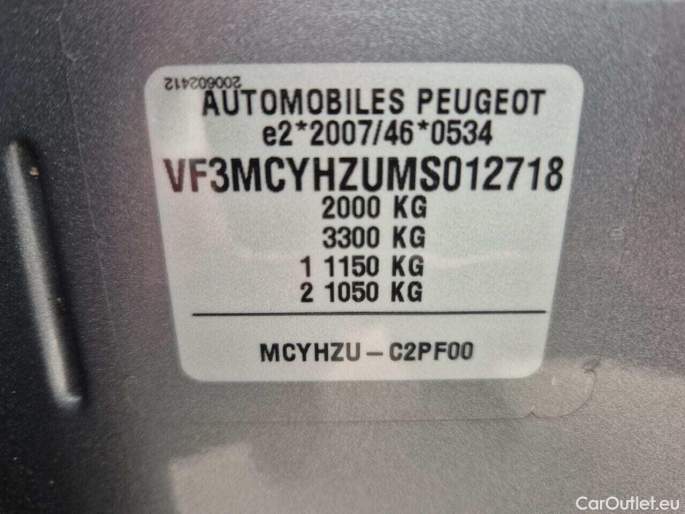 200602412
AUTOMOBILES PEUGEOT
e2*2007/46*0534
VF3MCYHZUMS012718
2000 KG
3300 KG
1 1150 KG
2 1050 KG
MCYHZU – C2PF00
CarOutlet.eu